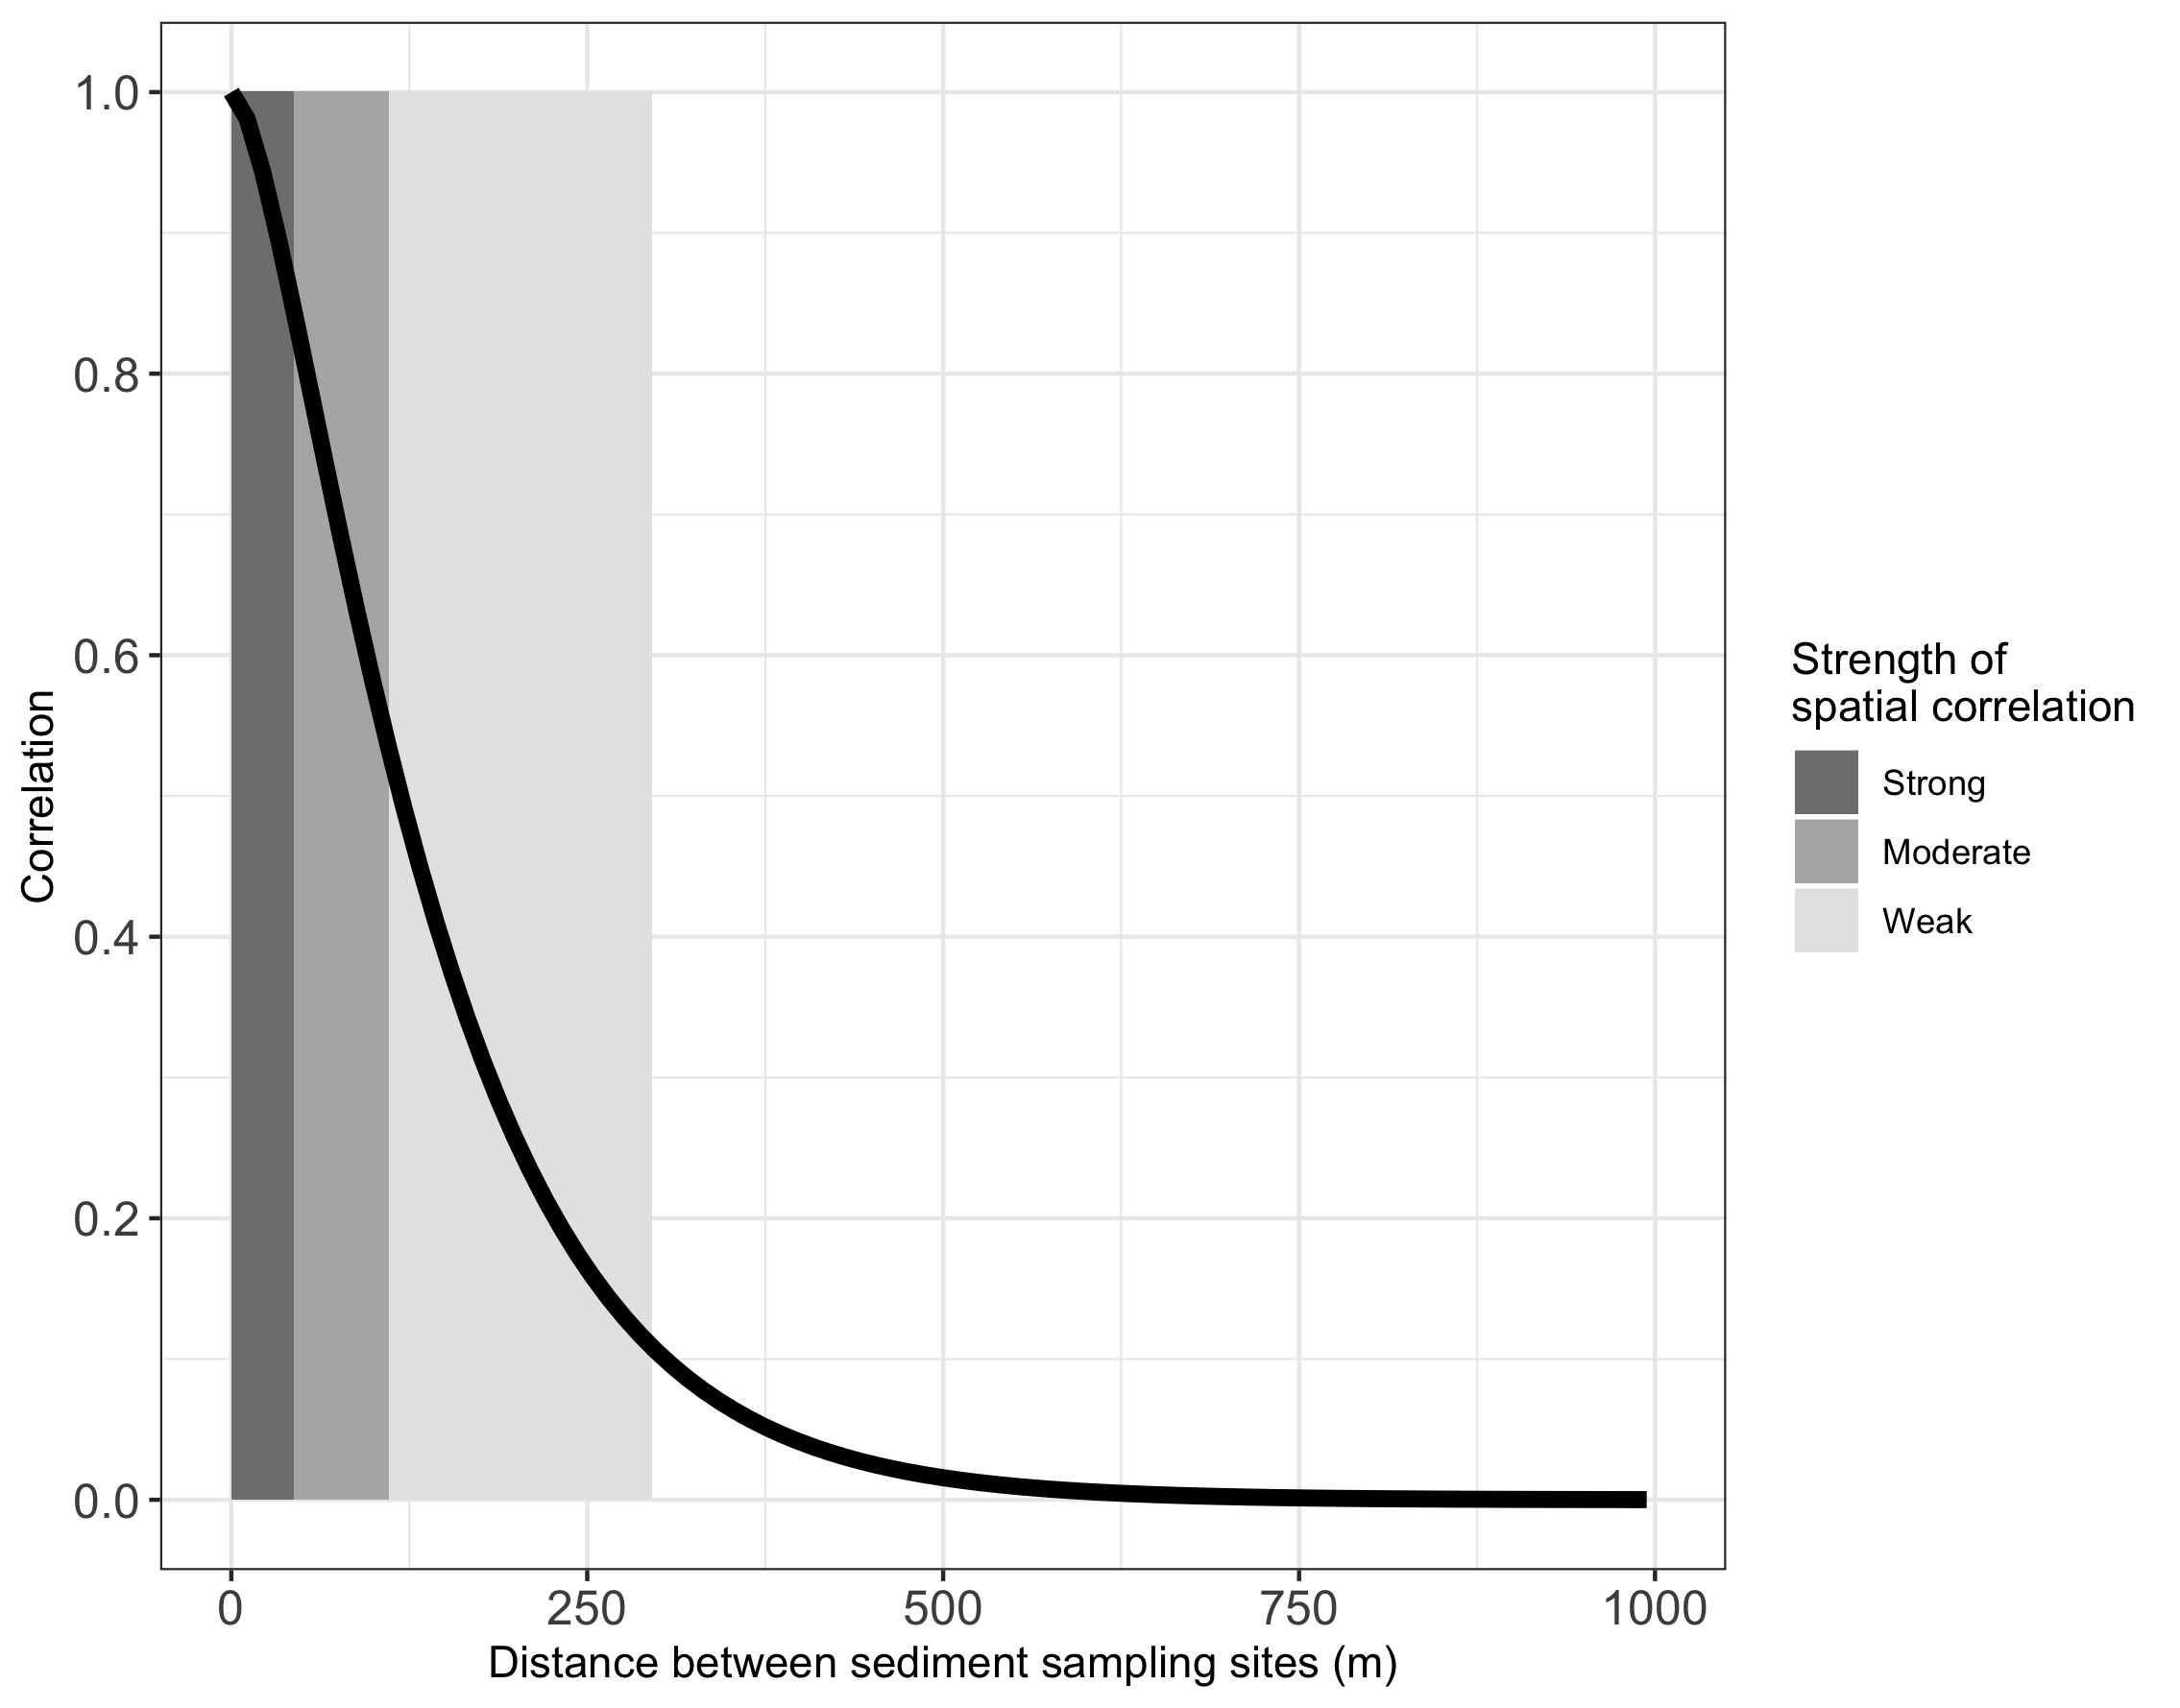 1.0
0.8
0.6
0.4
0.2
0.0
Correlation
0 250 500 750 1000
Distance between sediment sampling sites (m)
Strength of
spatial correlation
Strong
Moderate
Weak